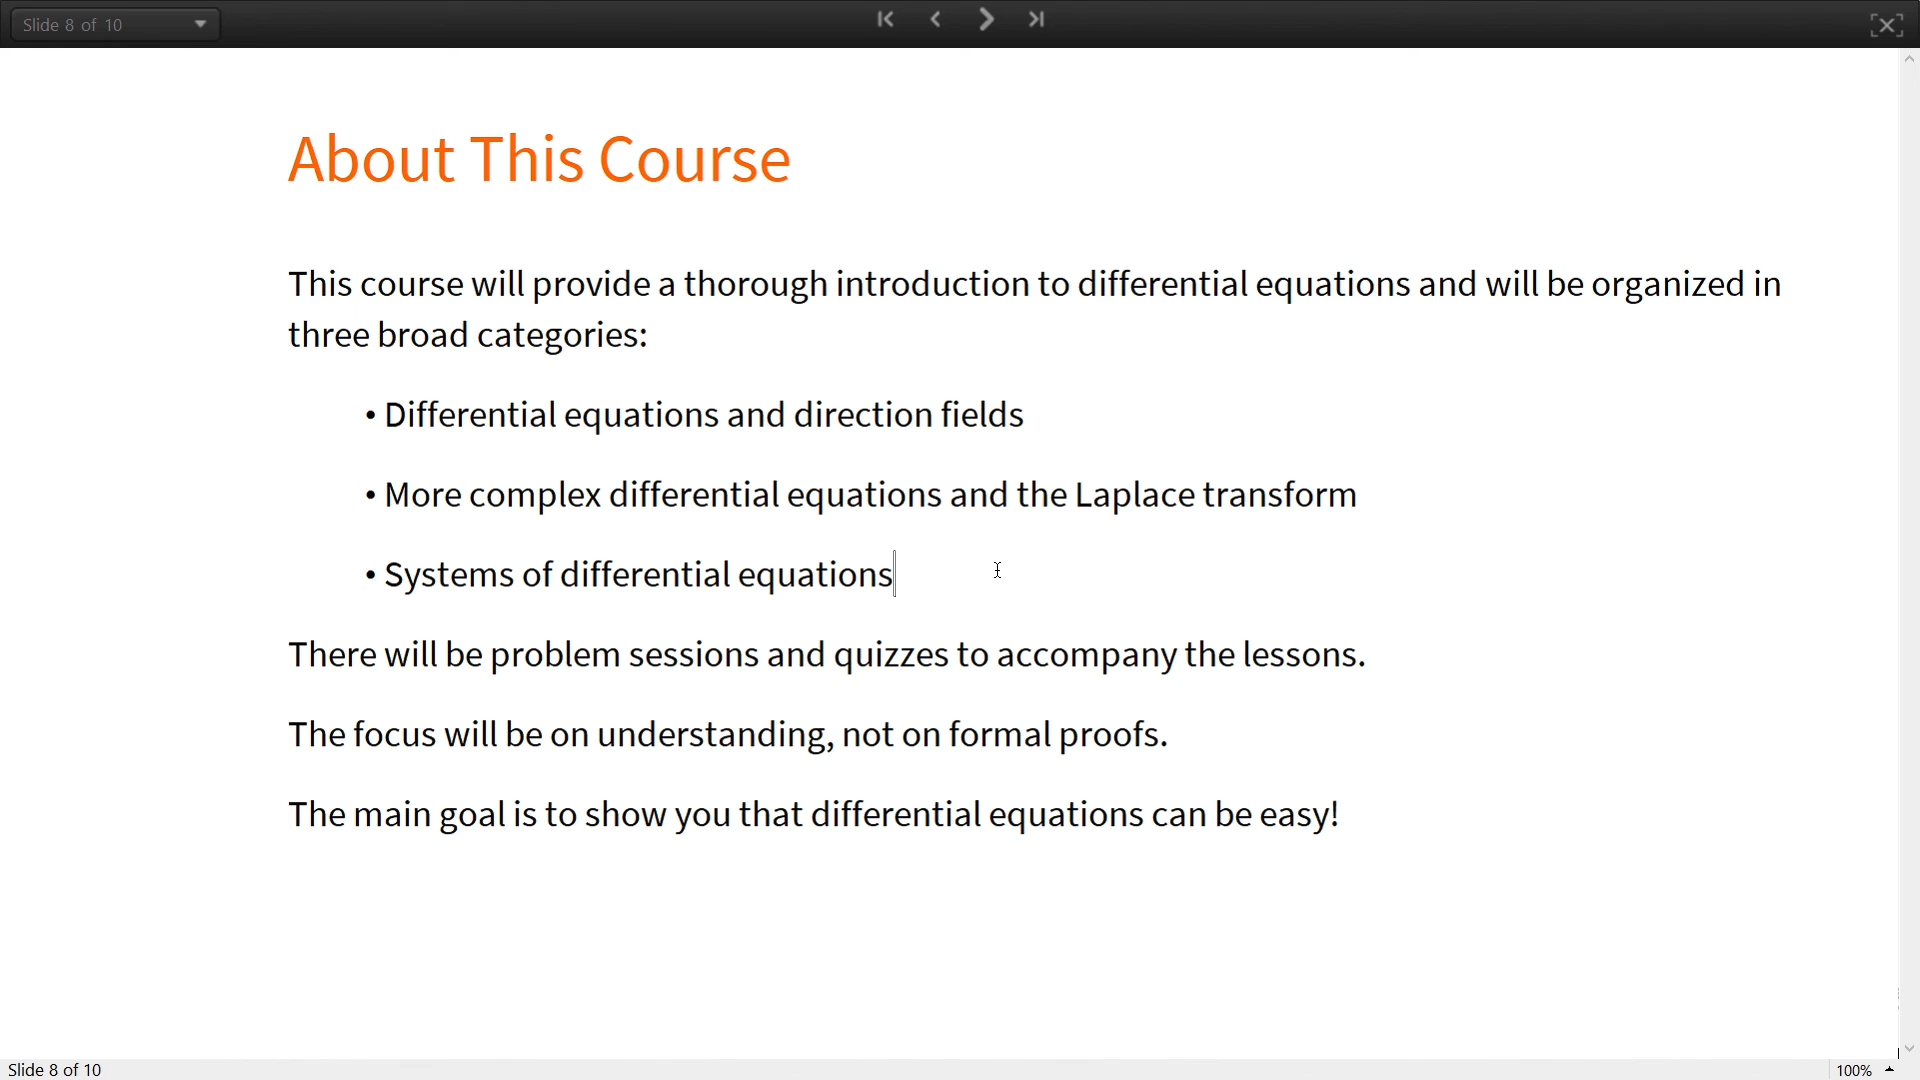 Slide 8 of 10
About This Course
This course will provide a thorough introduction to differential equations and will be organized in
three broad categories:
• Differential equations and direction fields
• More complex differential equations and the Laplace transform
• Systems of differential equations
There will be problem sessions and quizzes to accompany the lessons.
The focus will be on understanding, not on formal proofs.
The main goal is to show you that differential equations can be easy!
Slide 8 of 10
100%